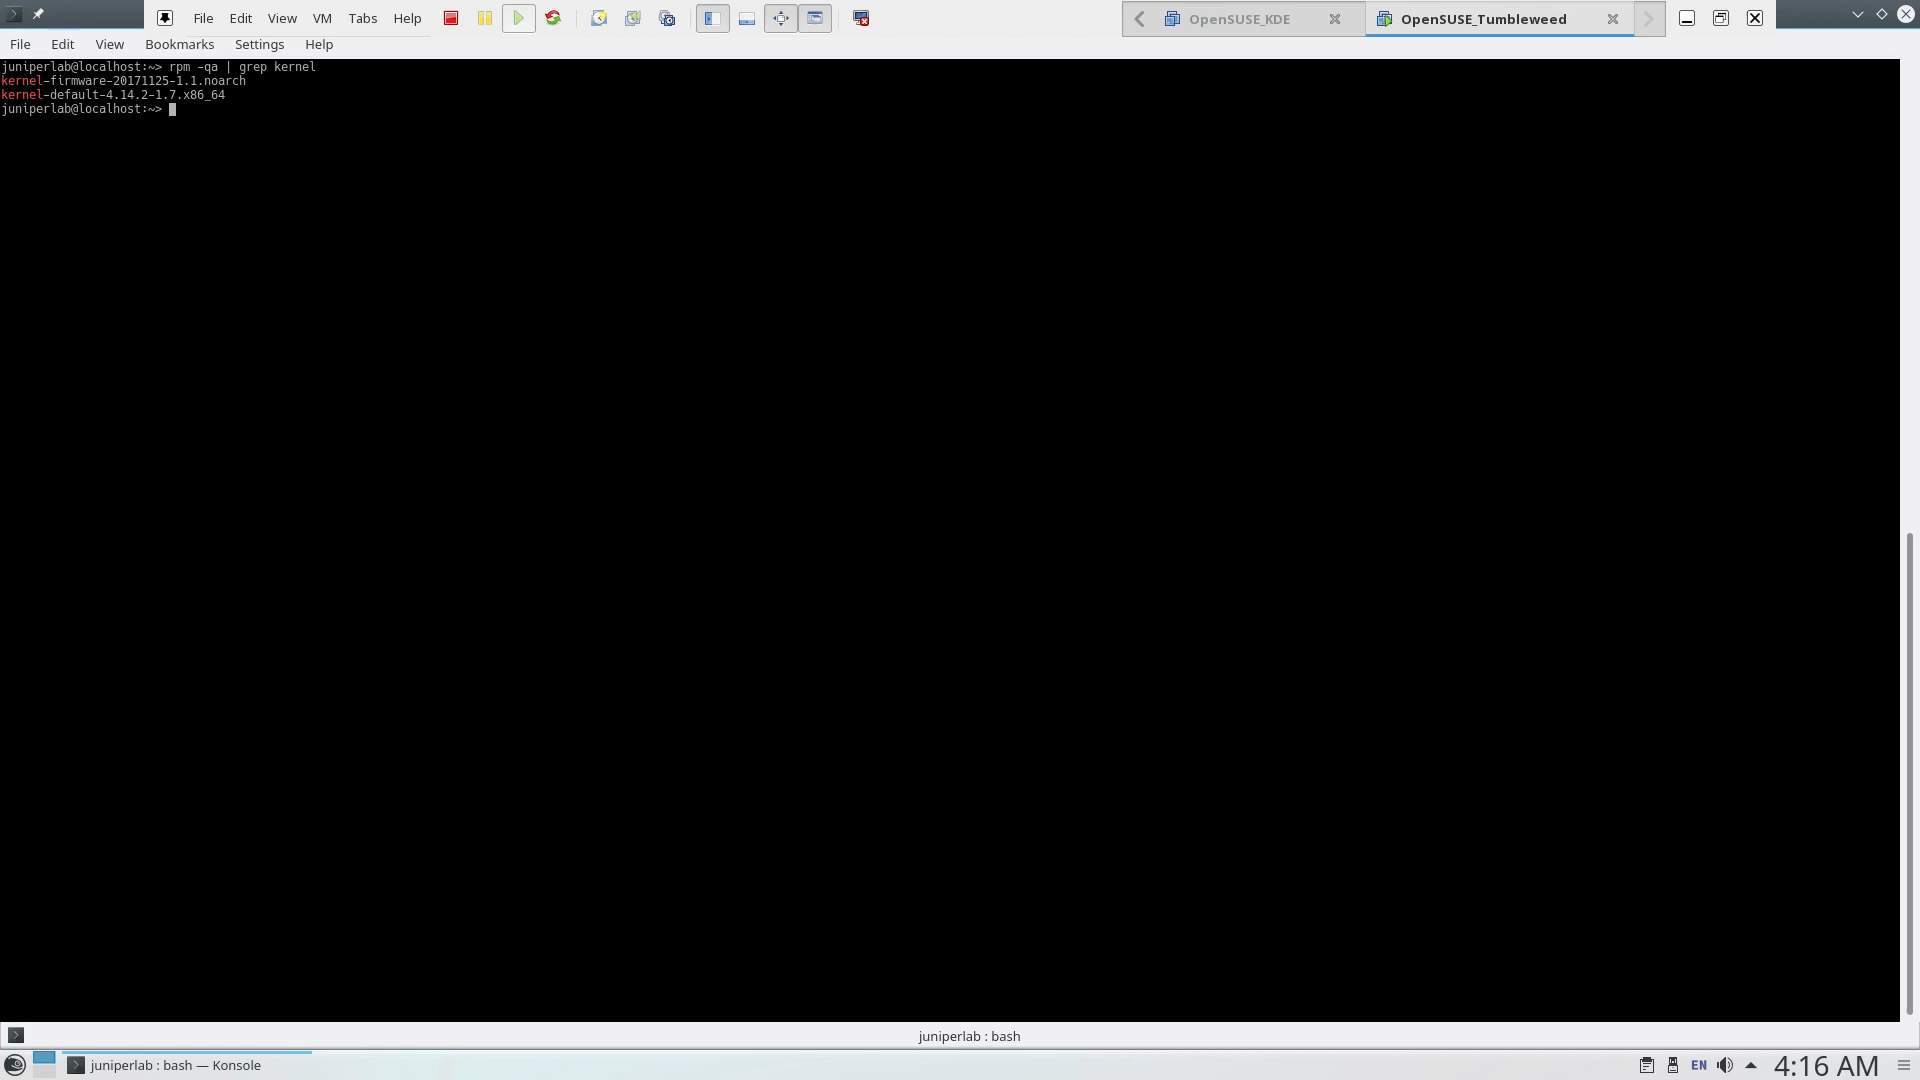 File Edit View VM Tabs Help
OpenSUSE_KDE
OpenSUSE_Tumbleweed
File Edit View Bookmarks Settings Help
juniperlab@localhost:~> rpm -qa | grep kernel
kernel-firmware-20171125-1.1.noarch
kernel-default-4.14.2-1.7.x86_64
juniperlab@localhost:~>
juniperlab : bash
juniperlab : bash — Konsole
EN
4:16 AM